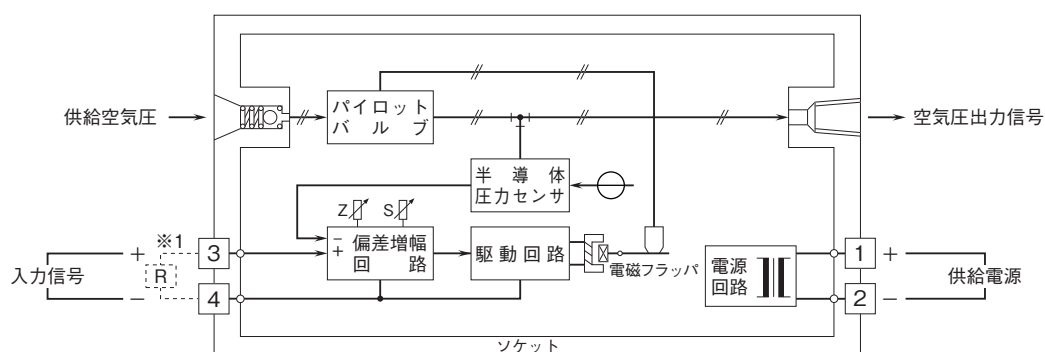 供給空気圧
パイロット
バルブ
空気圧出力信号
半導体
圧力センサ
Z
S
※1
3
+
R
入力信号
−
4
−
+
偏差増幅
回路
駆動回路
電磁フラッパ
電源
回路
1
+
供給電源
2
−
ソケット